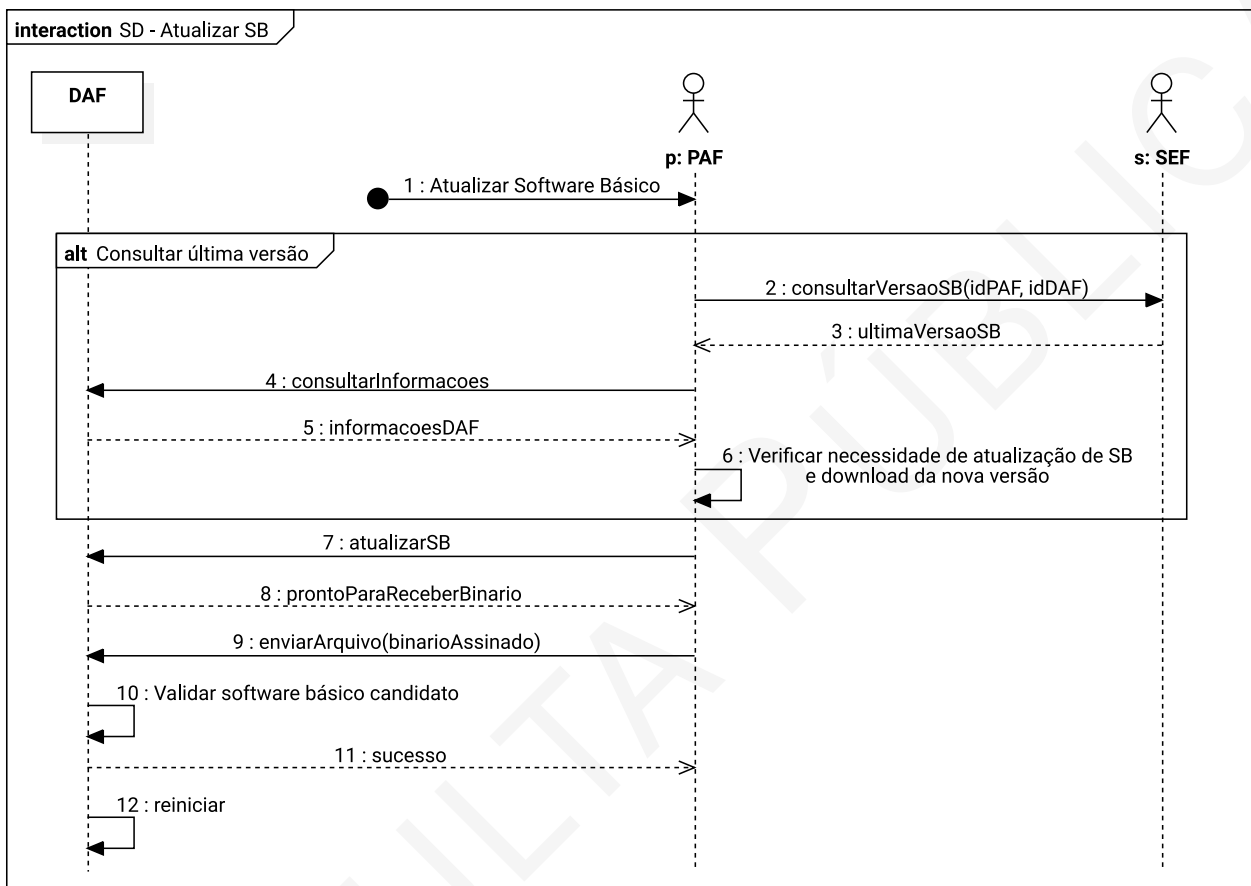 interaction SD - Atualizar SB
DAF
p: PAF
s: SEF
1 : Atualizar Software Básico
alt Consultar última versão
2 : consultarVersaoSB(idPAF, idDAF)
3 : ultimaVersaoSB
4 : consultarInformacoes
5 : informacoesDAF
6 : Verificar necessidade de atualização de SB
e download da nova versão
7 : atualizarSB
8 : prontoParaReceberBinario
9 : enviarArquivo(binarioAssinado)
10 : Validar software básico candidato
11 : sucesso
12 : reiniciar
ULTA PÚBLIC